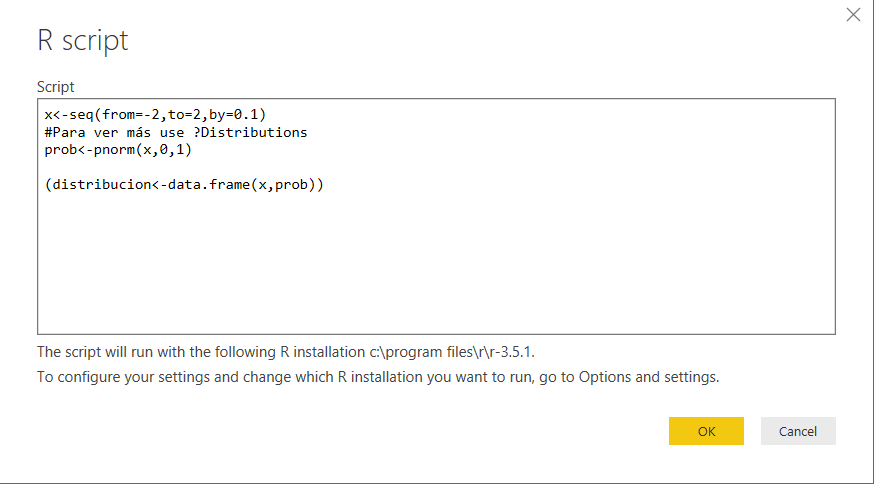 R script
Script
x<-seq(from=-2,to=2,by=0.1)
#Para ver más use ?Distributions
prob<-pnorm(x,0,1)
(distribucion<-data.frame(x,prob))
The script will run with the following R installation c:\program files\r\r-3.5.1.
To configure your settings and change which R installation you want to run, go to Options and settings.
OK
Cancel